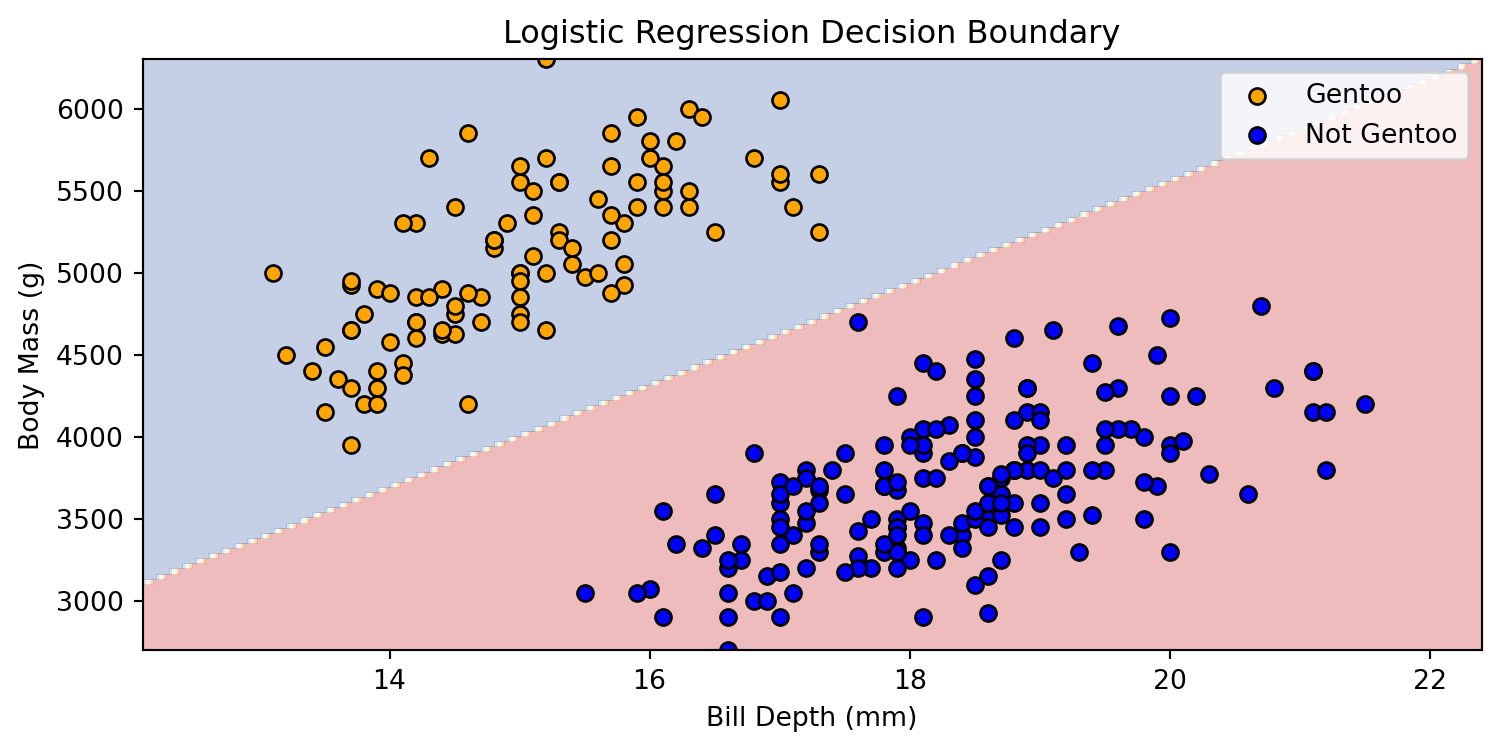 Logistic Regression Decision Boundary
Gentoo
Not Gentoo
6000
5500
5000
4500
4000
3500
3000
Body Mass (g)
14 16 18 20 22
Bill Depth (mm)